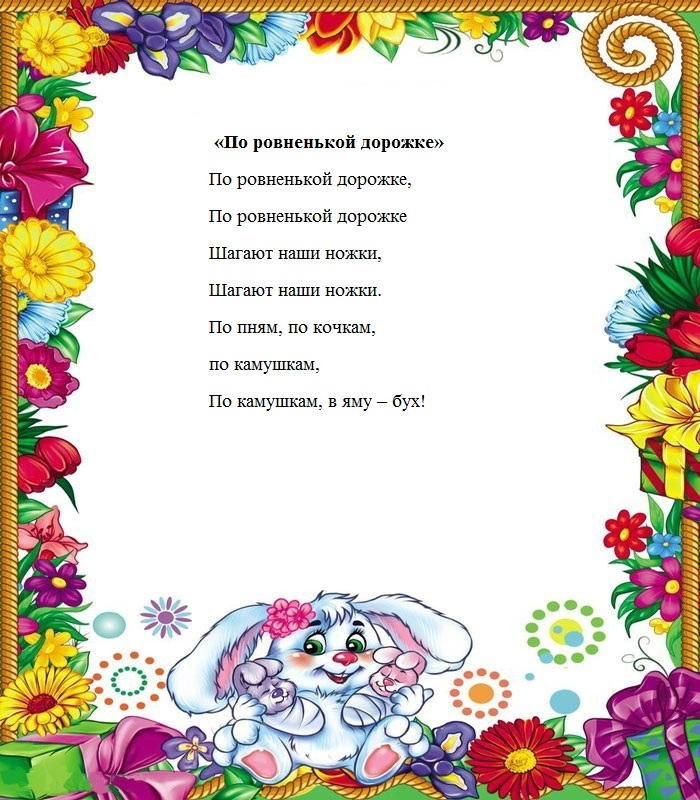 «По ровненькой дорожке»
По ровненькой дорожке,
По ровненькой дорожке
Шагают наши ножки,
Шагают наши ножки.
По пням, по кочкам,
по камушкам,
По камушкам, в яму – бух!